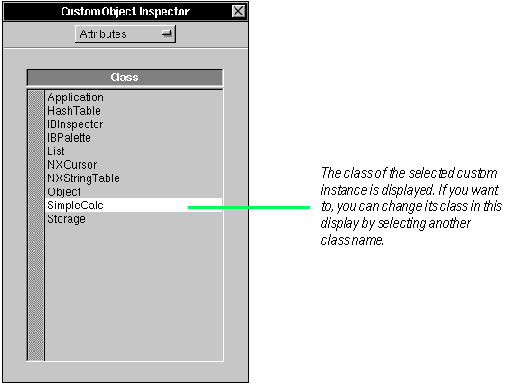 CustomObject Inspector
Attributes
Class
Application
HashTable
IBInspector
IBPalette
List
NXCursor
NXStringTable
Object
SimpleCalc
Storage
The class of the selected custom
instance is displayed. If you want
to, you can change its class in this
display by selecting another
class name.